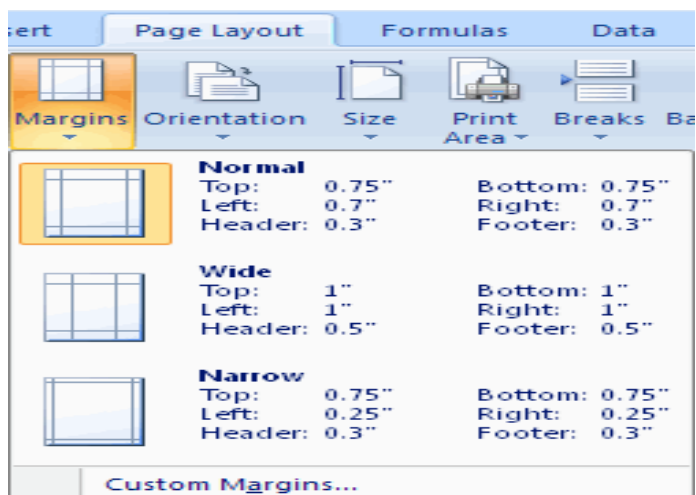 sert Page Layout Formulas Data
Margins Orientation Size Print Area Breaks Ba
Normal
Top: 0.75" Bottom: 0.75"
Left: 0.7" Right: 0.7"
Header: 0.3" Footer: 0.3"
Wide
Top: 1" Bottom: 1"
Left: 1" Right: 1"
Header: 0.5" Footer: 0.5"
Narrow
Top: 0.75" Bottom: 0.75"
Left: 0.25" Right: 0.25"
Header: 0.3" Footer: 0.3"
Custom Margins...